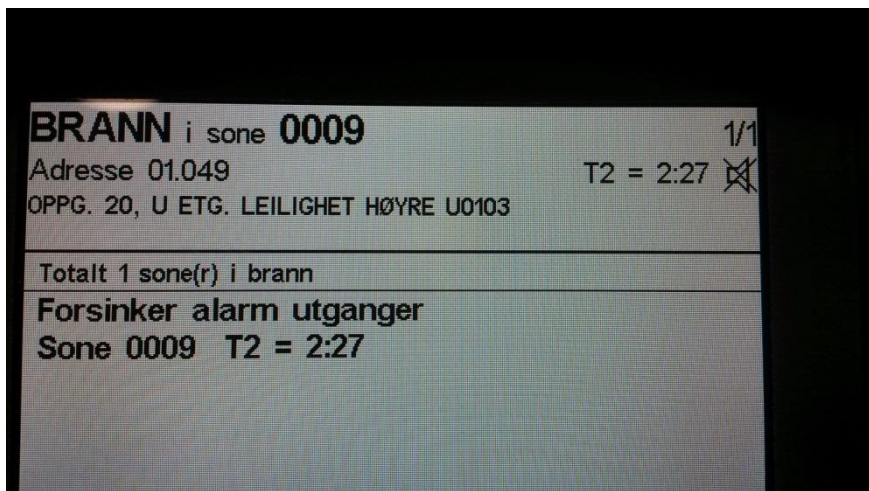 BRANN i sone 0009 1/1
Adresse 01.049 T2 = 2:27
OPPG. 20, U ETG. LEILIGHET HØYRE U0103
Totalt 1 sone(r) i brann
Forsinker alarm utganger
Sone 0009 T2 = 2:27